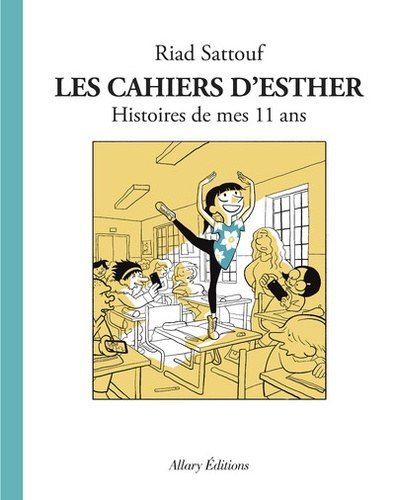 Riad Sattouf
LES CAHIERS D'ESTHER
Histoires de mes 11 ans
Allary Éditions